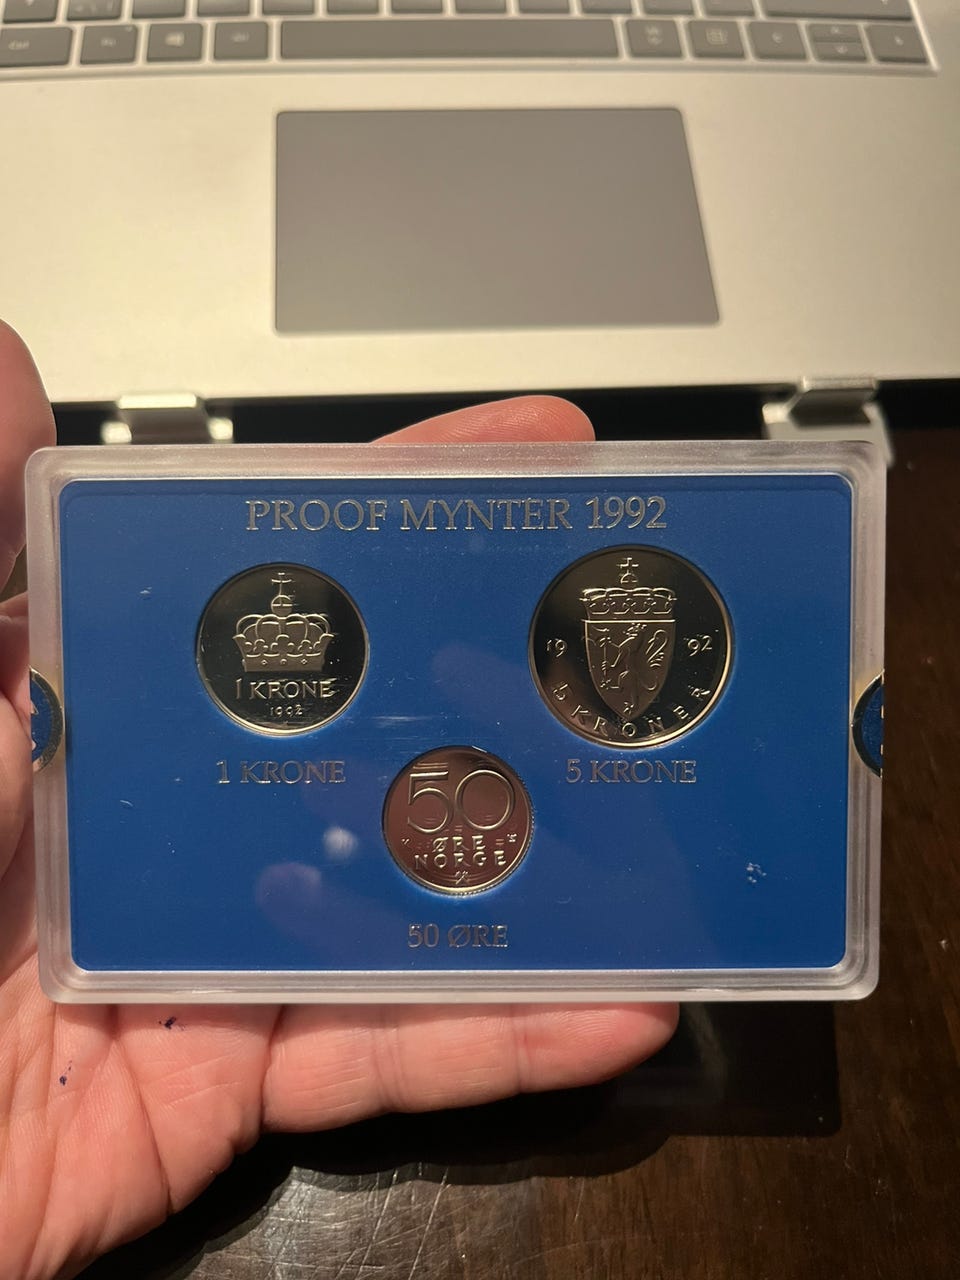 PROOF MYNTER 1992
1 KRONE
1992
19 92
5 KRONER
1 KRONE
5 KRONE
50
ØRE
NORGE
50 ØRE